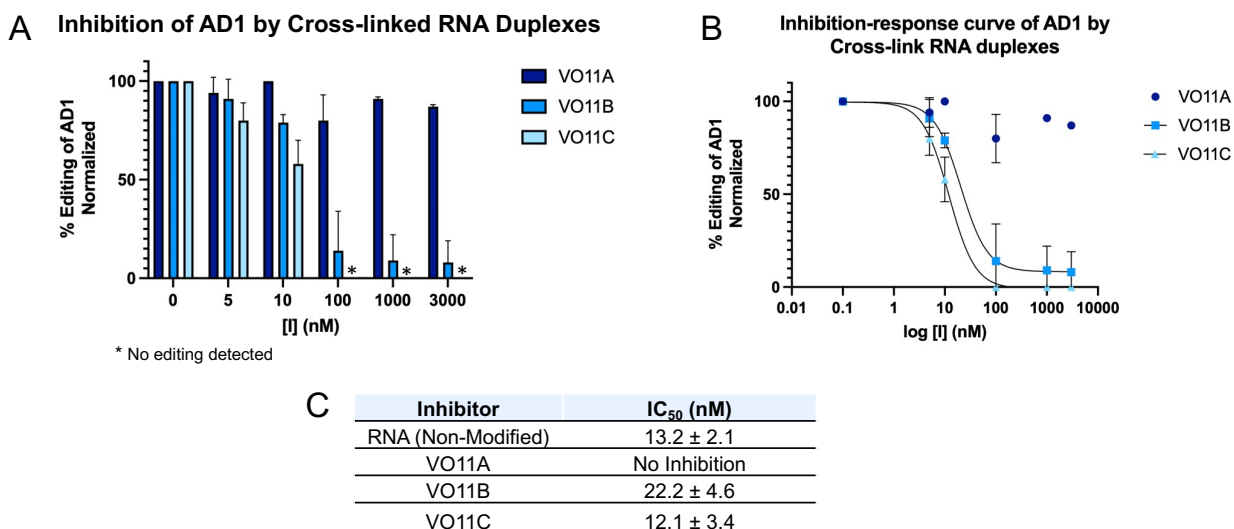 A
Inhibition of AD1 by Cross-linked RNA Duplexes
% Editing of AD1
Normalized
100
50
0
0 5 10 100 1000 3000
[I] (nM)
VO11A
VO11B
VO11C
* * *
* No editing detected
B
Inhibition-response curve of AD1 by
Cross-link RNA duplexes
% Editing of AD1
Normalized
100
50
0
0.01 0.1 1 10 100 1000 10000
log [I] (nM)
VO11A
VO11B
VO11C
C
Inhibitor IC50 (nM)
RNA (Non-Modified) 13.2 ± 2.1
VO11A No Inhibition
VO11B 22.2 ± 4.6
VO11C 12.1 ± 3.4